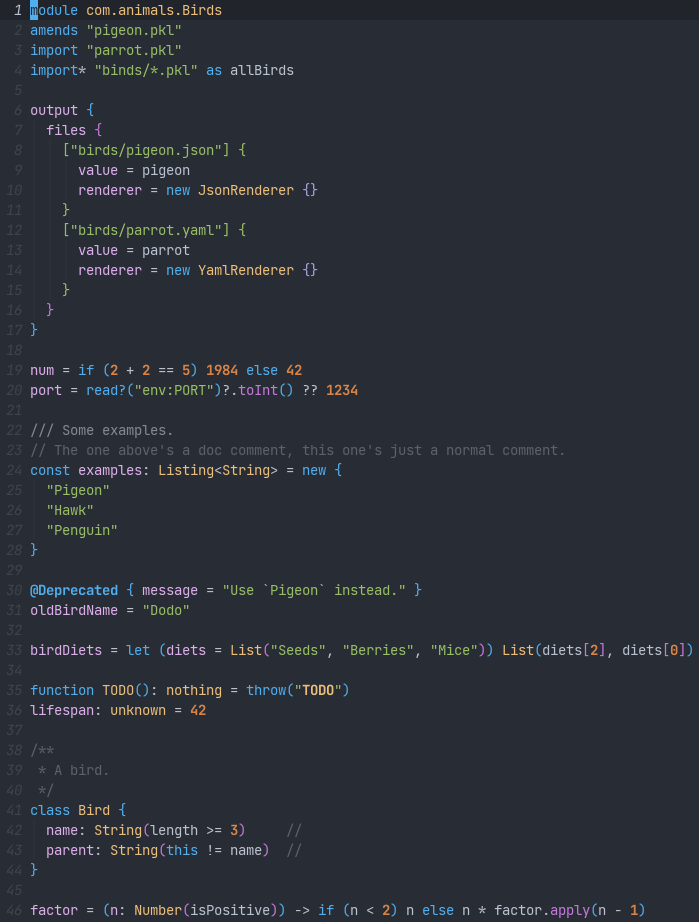 1 module com.animals.Birds
2 amends "pigeon.pkl"
3 import "parrot.pkl"
4 import* "binds/*.pkl" as allBirds
5
6 output {
7   files {
8     ["birds/pigeon.json"] {
9       value = pigeon
10       renderer = new JsonRenderer {}
11     }
12     ["birds/parrot.yaml"] {
13       value = parrot
14       renderer = new YamlRenderer {}
15     }
16   }
17 }
18
19 num = if (2 + 2 == 5) 1984 else 42
20 port = read?("env:PORT")?.toInt() ?? 1234
21
22 /// Some examples.
23 // The one above's a doc comment, this one's just a normal comment.
24 const examples: Listing<String> = new {
25   "Pigeon"
26   "Hawk"
27   "Penguin"
28 }
29
30 @Deprecated { message = "Use `Pigeon` instead." }
31 oldBirdName = "Dodo"
32
33 birdDiets = let (diets = List("Seeds", "Berries", "Mice")) List(diets[2], diets[0])
34
35 function TODO(): nothing = throw("TODO")
36 lifespan: unknown = 42
37
38 /**
39  * A bird.
40  */
41 class Bird {
42   name: String(length >= 3)     //
43   parent: String(this != name)  //
44 }
45
46 factor = (n: Number(isPositive)) -> if (n < 2) n else n * factor.apply(n - 1)